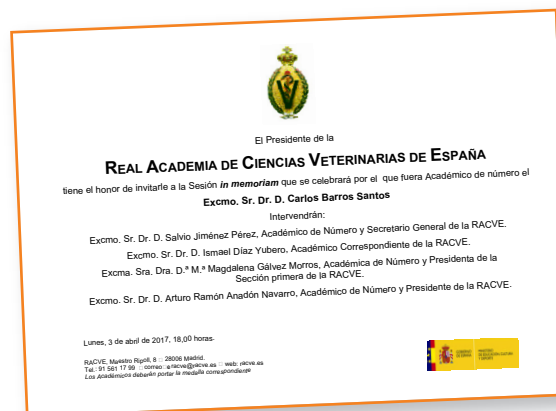 El Presidente de la
REAL ACADEMIA DE CIENCIAS VETERINARIAS DE ESPAÑA
tiene el honor de invitarle a la Sesión in memoriam que se celebrará por el que fuera Académico de número el
Excmo. Sr. Dr. D. Carlos Barros Santos
Intervendrán:
Excmo. Sr. Dr. D. Salvio Jiménez Pérez, Académico de Número y Secretario General de la RACVE.
Excmo. Sr. Dr. D. Ismael Díaz Yubero, Académico Correspondiente de la RACVE.
Excma. Sra. Dra. D.ª M.ª Magdalena Gálvez Morros, Académica de Número y Presidenta de la
Sección primera de la RACVE.
Excmo. Sr. Dr. D. Arturo Ramón Anadón Navarro, Académico de Número y Presidente de la RACVE.
Lunes, 3 de abril de 2017, 18,00 horas.
RACVE, Maestro Ripoll, 8 :: 28006 Madrid.
Tel.: 91 561 17 99 :: correo: racve@racve.es :: web: racve.es
Los Académicos deberán portar la medalla correspondiente